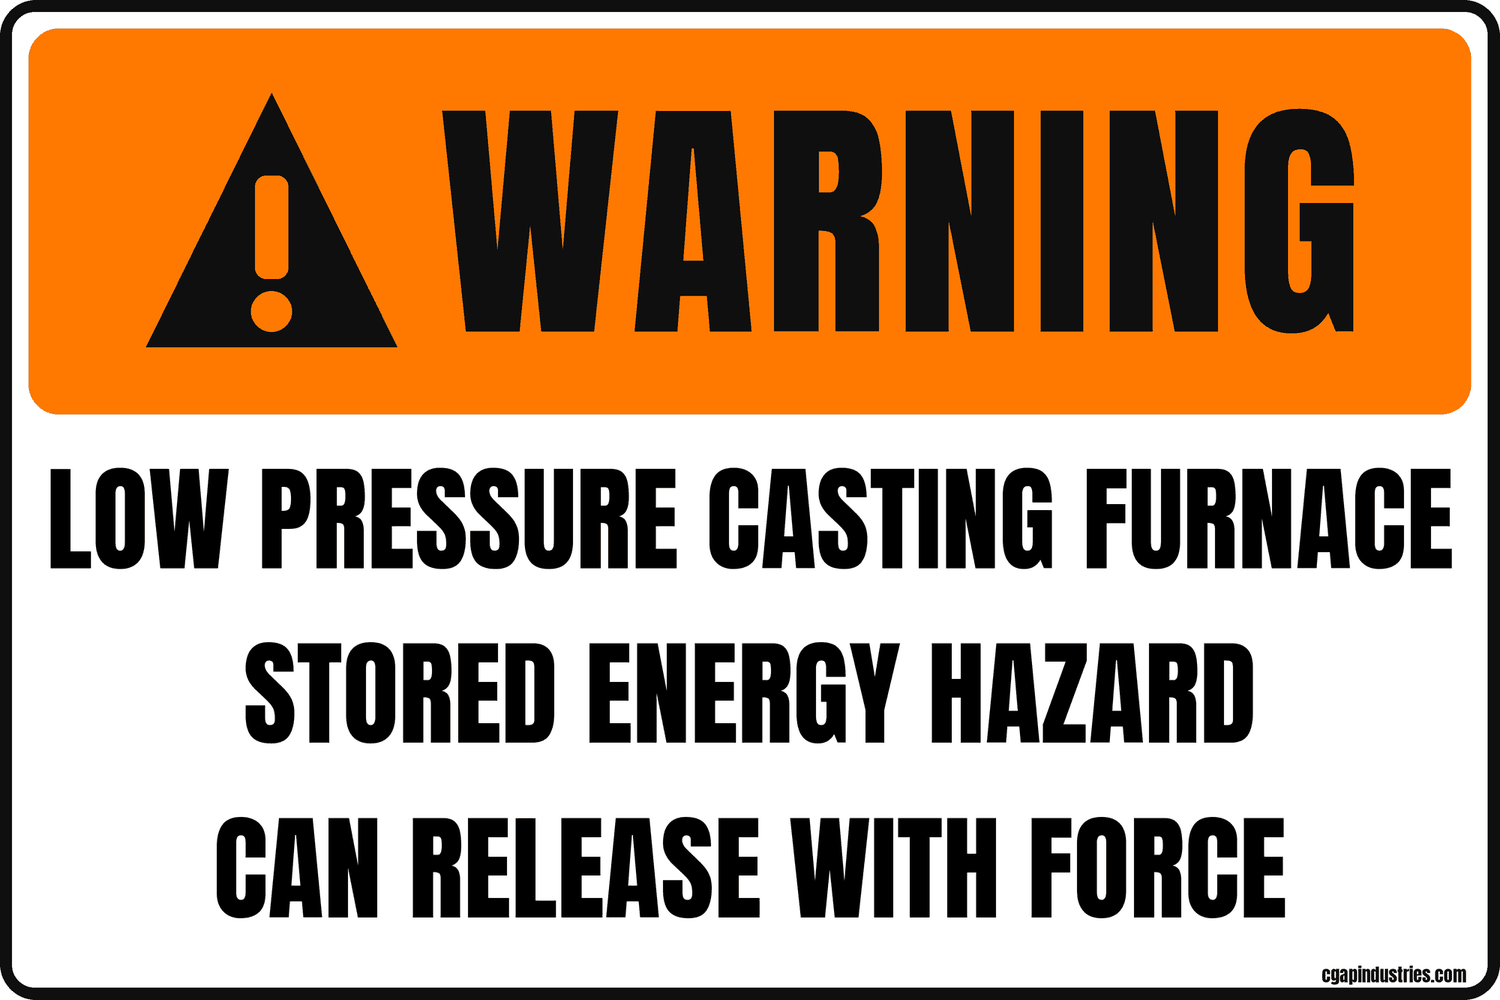 WARNING
LOW PRESSURE CASTING FURNACE
STORED ENERGY HAZARD
CAN RELEASE WITH FORCE
cgapindustries.com